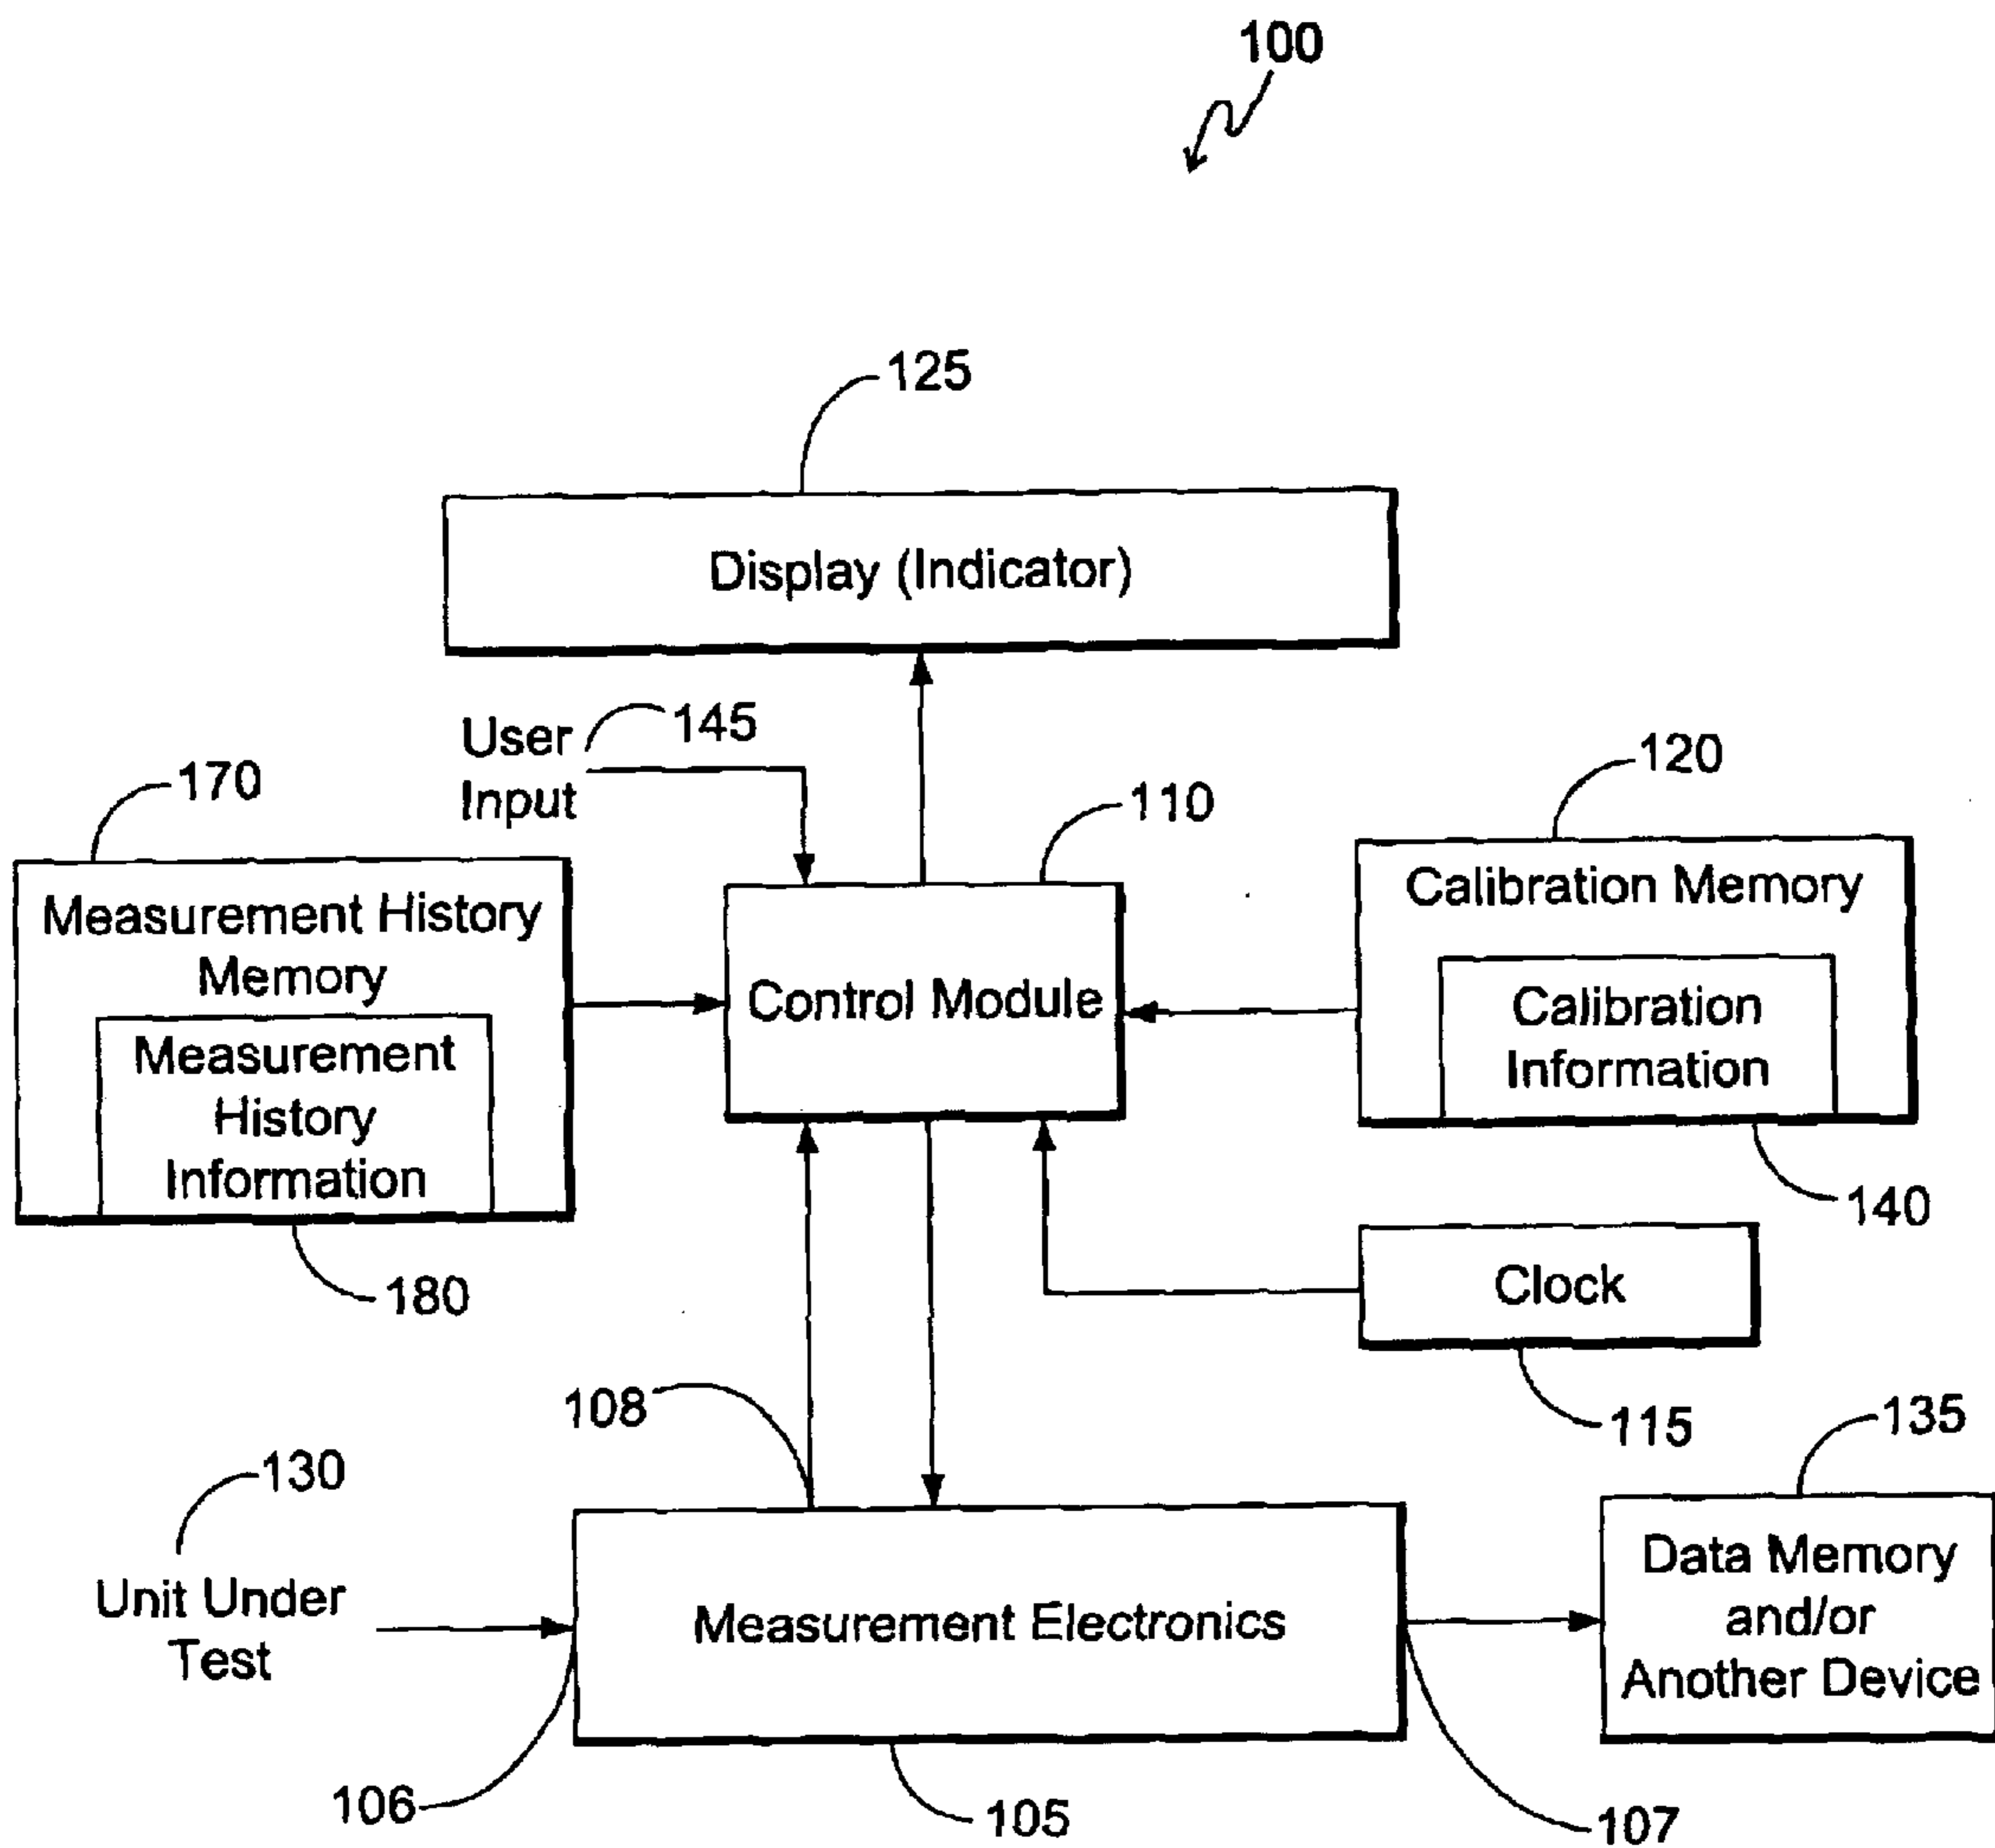 100
125
Display (Indicator)
User
Input
145
170
110
120
Measurement History
Memory
Measurement
History
Information
180
Control Module
Calibration Memory
Calibration
Information
140
Clock
115
108
130
Unit Under
Test
Measurement Electronics
135
Data Memory
and/or
Another Device
106
105
107